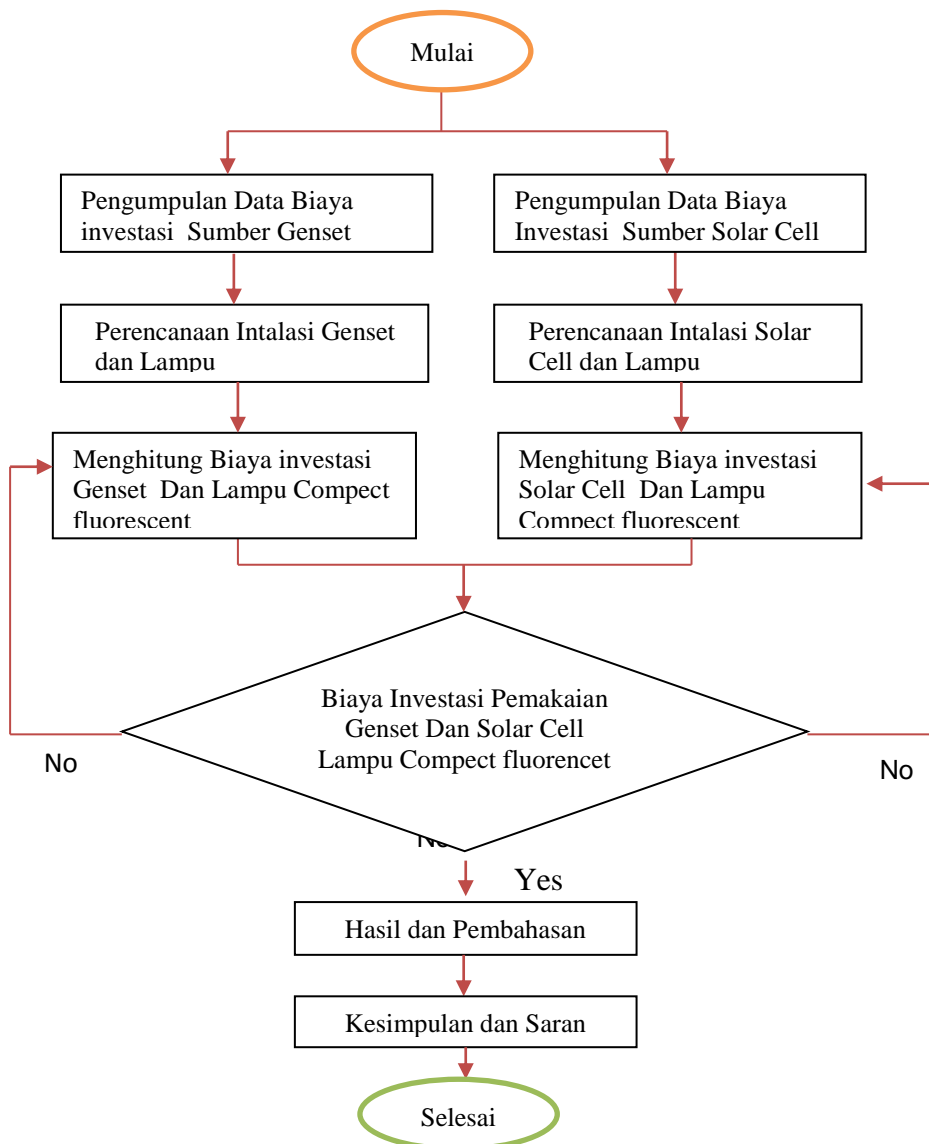 Mulai
Pengumpulan Data Biaya
investasi Sumber Genset
Pengumpulan Data Biaya
Investasi Sumber Solar Cell
Perencanaan Intalasi Genset
dan Lampu
Perencanaan Intalasi Solar
Cell dan Lampu
Menghitung Biaya investasi
Genset Dan Lampu Compect
fluorescent
Menghitung Biaya investasi
Solar Cell Dan Lampu
Compect fluorescent
Biaya Investasi Pemakaian
Genset Dan Solar Cell
Lampu Compect fluorencet
No
No
Yes
Hasil dan Pembahasan
Kesimpulan dan Saran
Selesai